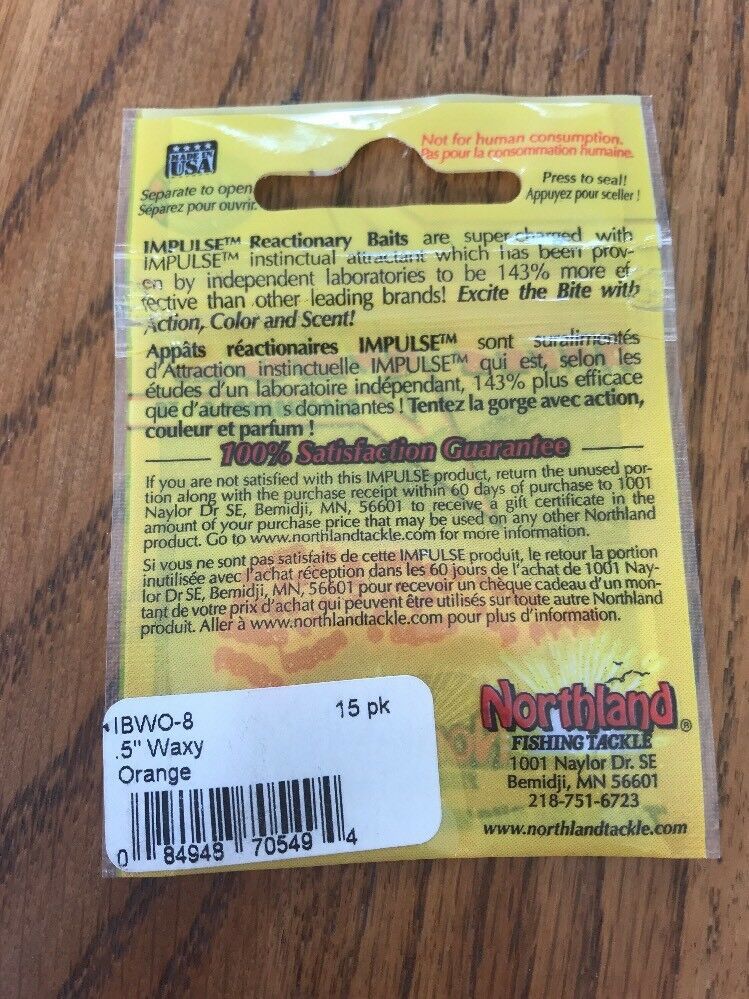 MADE IN
USA
Not for human consumption.
Pas pour la consommation humaine.
Separate to open
Séparez pour ouvrir.
Press to seal!
Appuyez pour sceller !
IMPULSE™ Reactionary Baits are super-charged with
IMPULSE™ instinctual attractant which has been prov-
en by independent laboratories to be 143% more ef
fective than other leading brands! Excite the Bite with
Action, Color and Scent!
Appâts réactionaires IMPULSE™ sont suralimentés
d'Attraction instinctuelle IMPULSE™ qui est, selon les
études d'un laboratoire indépendant, 143% plus efficace
que d'autres m s dominantes ! Tentez la gorge avec action,
couleur et parfum !
100% Satisfaction Guarantee
If you are not satisfied with this IMPULSE product, return the unused por-
tion along with the purchase receipt within 60 days of purchase to 1001
Naylor Dr SE, Bemidji, MN, 56601 to receive a gift certificate in the
amount of your purchase price that may be used on any other Northland
product. Go to www.northlandtackle.com for more information.
Si vous ne sont pas satisfaits de cette IMPULSE produit, le retour la portion
inutilisée avec l'achat réception dans les 60 jours de l'achat de 1001 Nay-
lor Dr SE, Bemidji, MN, 56601 pour recevoir un chèque cadeau d'un mon-
tant de votre prix d'achat qui peuvent être utilisés sur toute autre Northland
produit. Aller à www.northlandtackle.com pour plus d'information.
Northland®
FISHING TACKLE
1001 Naylor Dr. SE
Bemidji, MN 56601
218-751-6723
www.northlandtackle.com
IBWO-8 15 pk
.5" Waxy
Orange
0 84948 70549 4